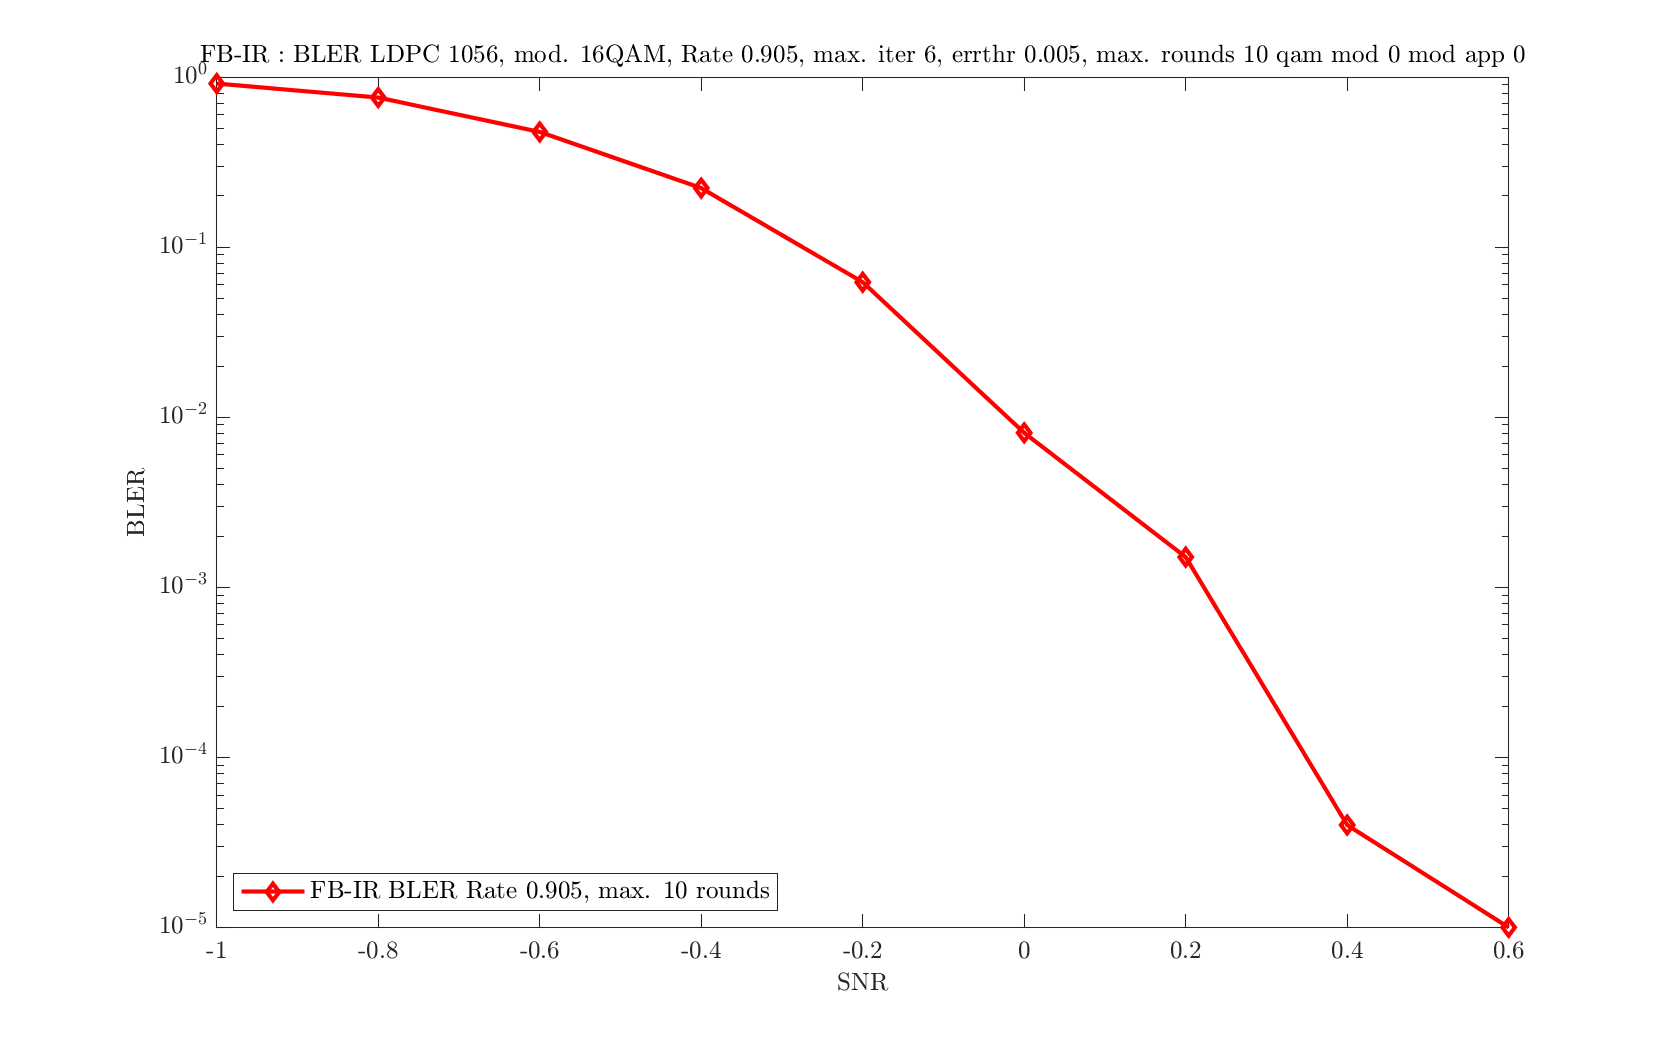 FB-IR : BLER LDPC 1056, mod. 16QAM, Rate 0.905, max. iter 6, errthr 0.005, max. rounds 10 qam mod 0 mod app 0
10^0
10^{-1}
10^{-2}
10^{-3}
10^{-4}
10^{-5}
BLER
FB-IR BLER Rate 0.905, max. 10 rounds
-1 -0.8 -0.6 -0.4 -0.2 0 0.2 0.4 0.6
SNR